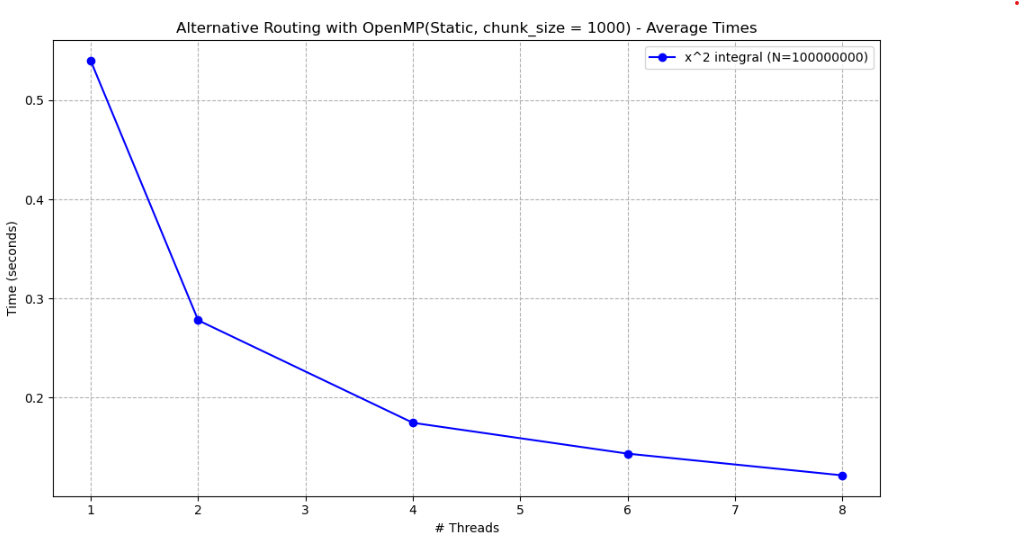 Alternative Routing with OpenMP(Static, chunk_size = 1000) - Average Times
x^2 integral (N=100000000)
Time (seconds)
0.5
0.4
0.3
0.2
1 2 3 4 5 6 7 8
# Threads